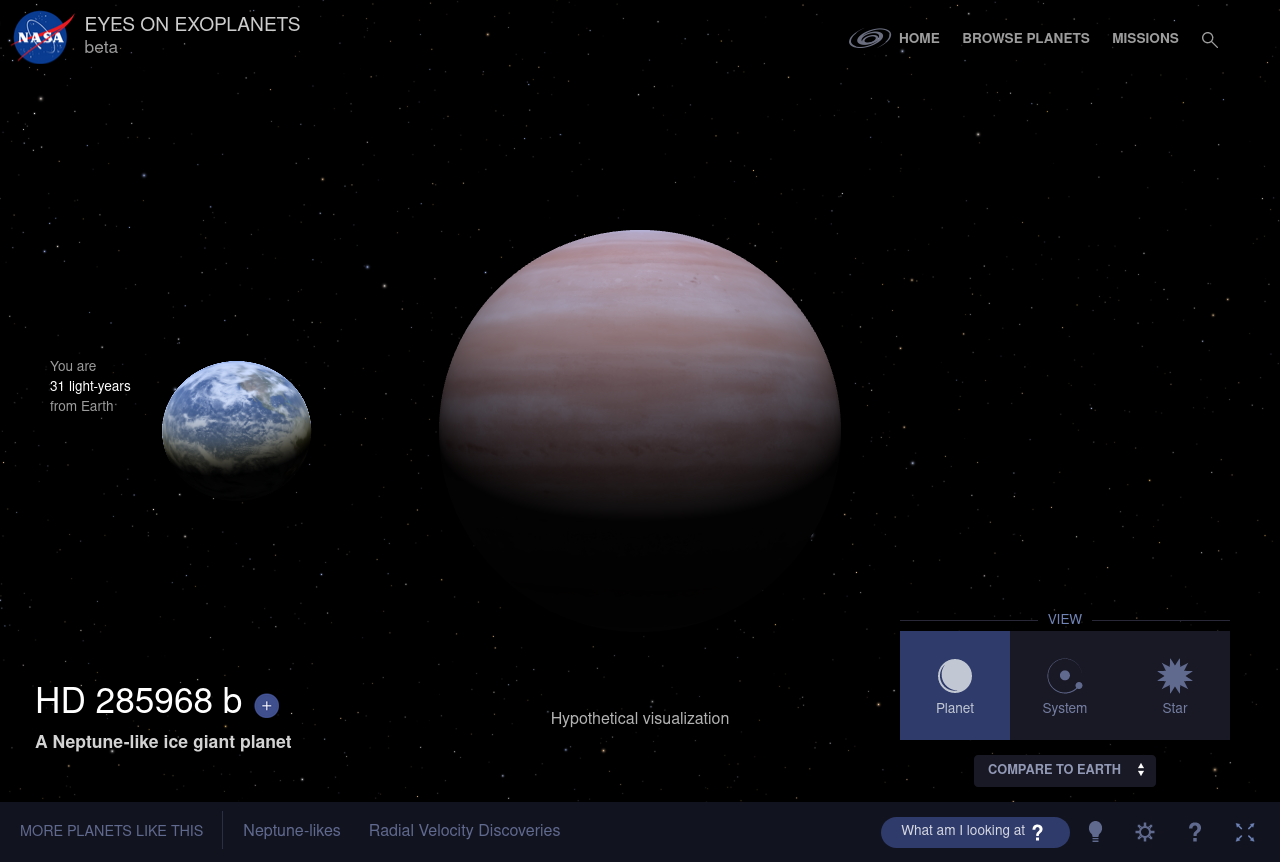 NASA
EYES ON EXOPLANETS
beta
HOME
BROWSE PLANETS
MISSIONS
You are
31 light-years
from Earth
HD 285968 b +
A Neptune-like ice giant planet
Hypothetical visualization
VIEW
Planet
System
Star
COMPARE TO EARTH
MORE PLANETS LIKE THIS
Neptune-likes
Radial Velocity Discoveries
What am I looking at ?
?